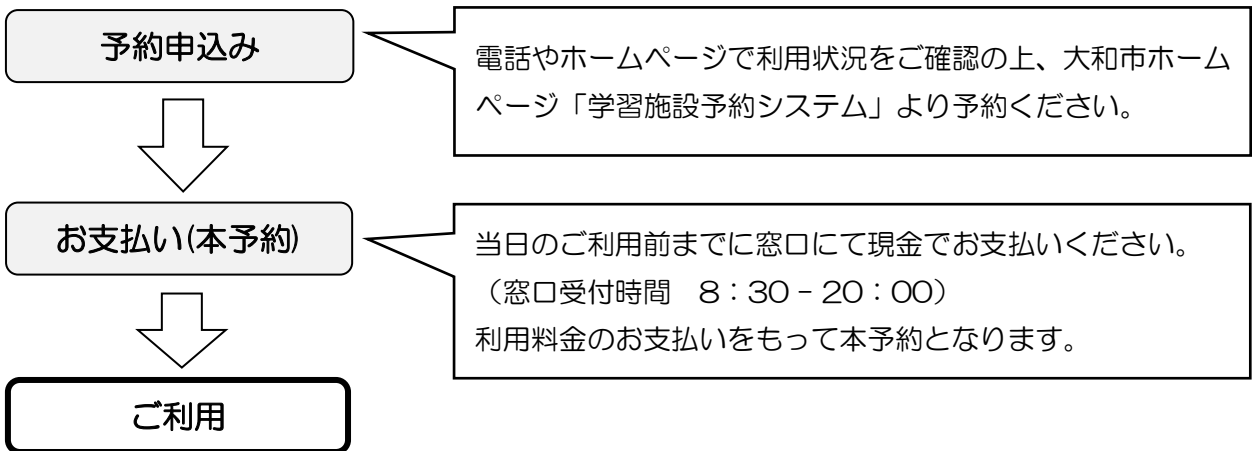 予約申込み
電話やホームページで利用状況をご確認の上、大和市ホーム
ページ「学習施設予約システム」より予約ください。
お支払い(本予約)
当日のご利用前までに窓口にて現金でお支払いください。
（窓口受付時間　8：30－20：00）
利用料金のお支払いをもって本予約となります。
ご利用